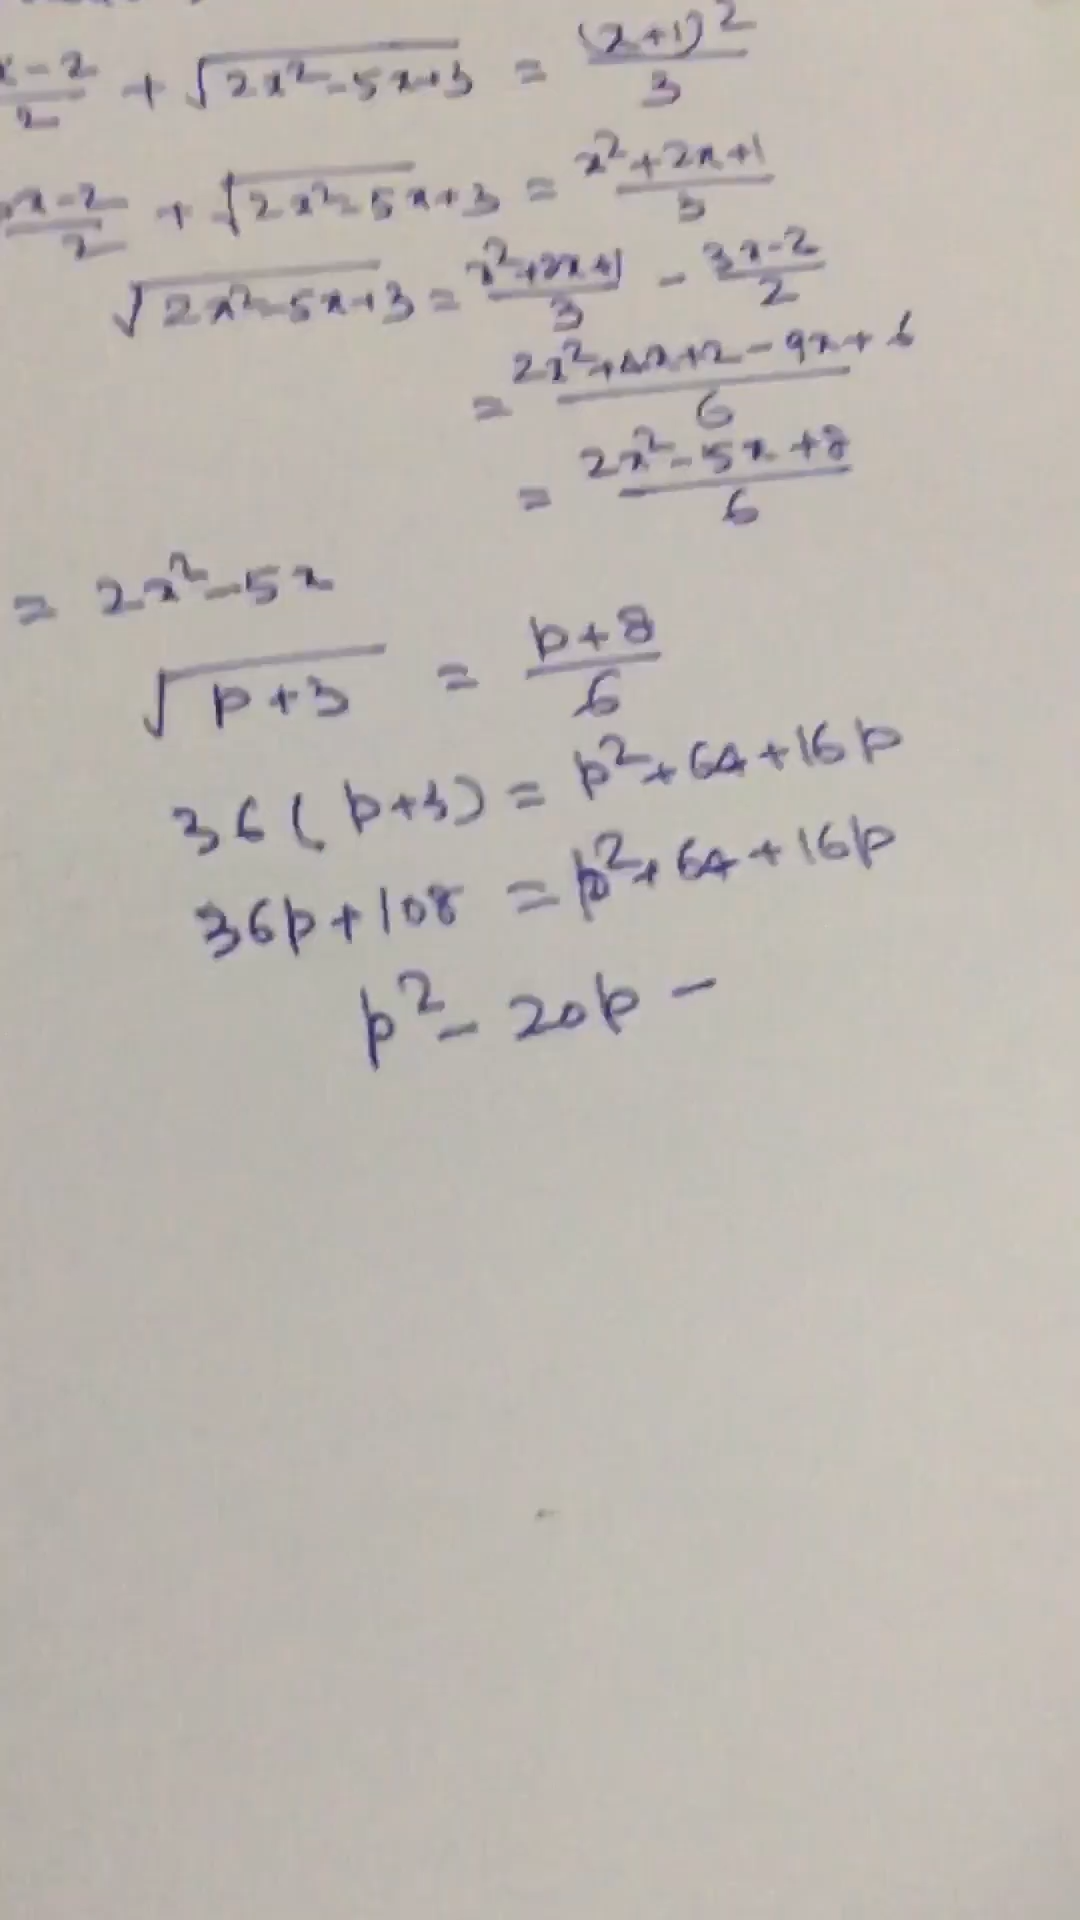 x-2/2 + √(2x²-5x+3) = (x+1)²/3
x-2/2 + √(2x²-5x+3) = x²+2x+1/3
√(2x²-5x+3) = x²+2x+1/3 - 3x-2/2
= 2x²+4x+2-9x+6/6
= 2x²-5x+8/6
= 2x²-5x
√(p+3) = p+8/6
36(p+3) = p²+64+16p
36p+108 = p²+64+16p
p²-20p-